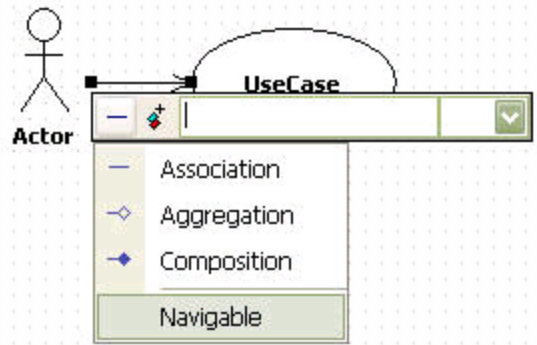 UseCase
Actor
Association
Aggregation
Composition
Navigable